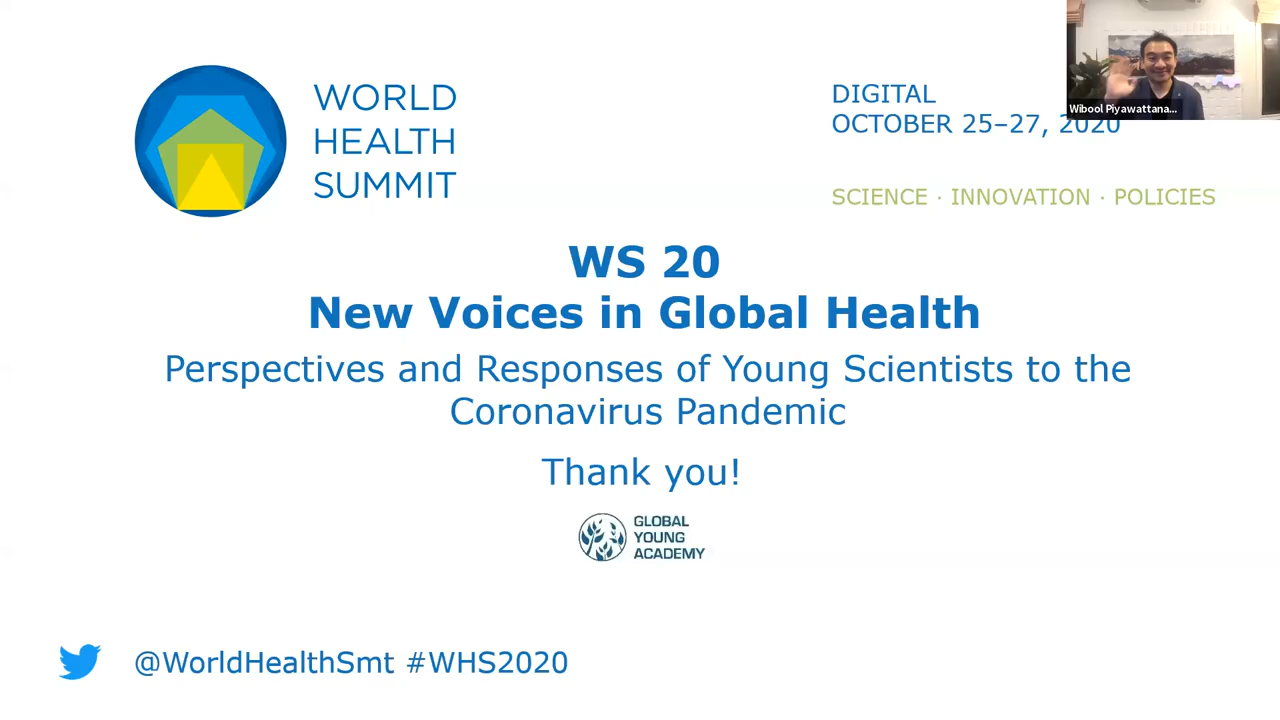 WORLD
HEALTH
SUMMIT
DIGITAL
OCTOBER 25–27, 2020
SCIENCE · INNOVATION · POLICIES
Wibool Piyawattana...
WS 20
New Voices in Global Health
Perspectives and Responses of Young Scientists to the
Coronavirus Pandemic
Thank you!
GLOBAL
YOUNG
ACADEMY
@WorldHealthSmt #WHS2020